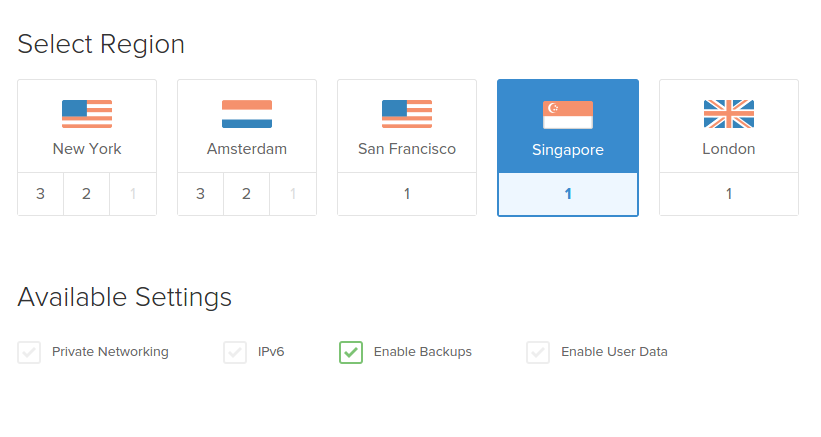 Select Region
New York Amsterdam San Francisco Singapore London
3 2 1 3 2 1 1 1 1
Available Settings
Private Networking IPv6 Enable Backups Enable User Data